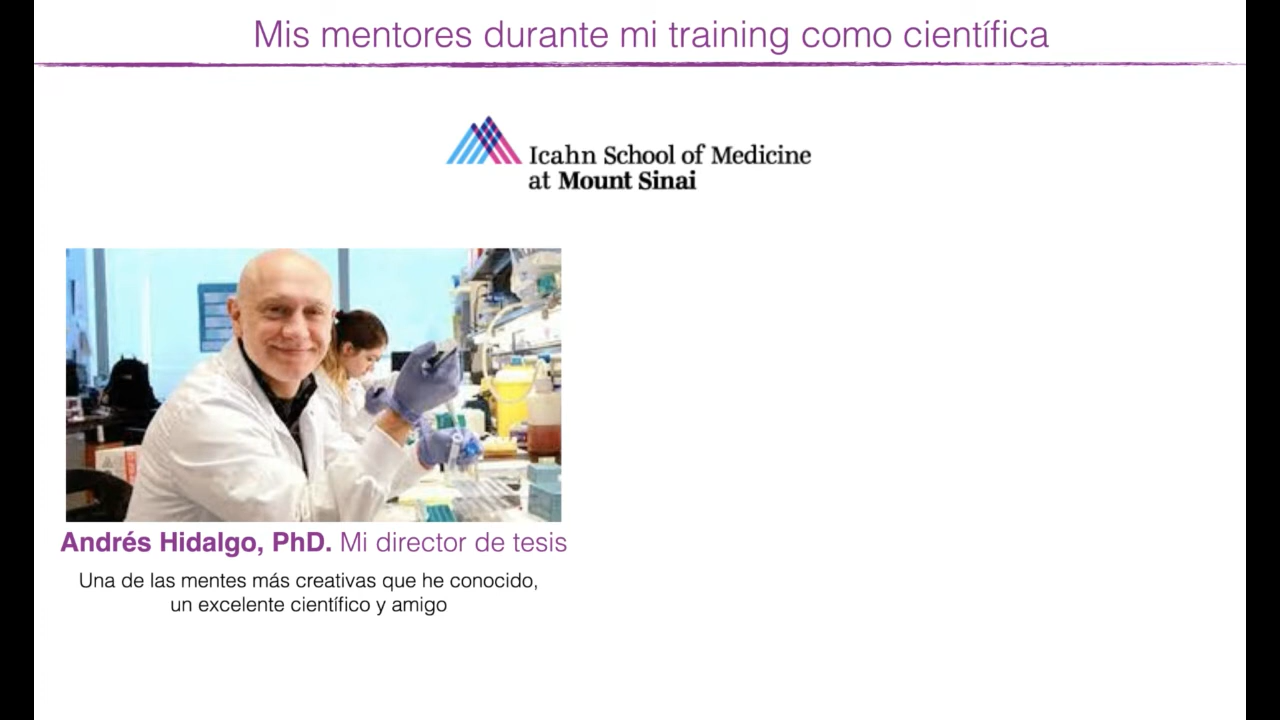 Mis mentores durante mi training como científica
Icahn School of Medicine
at Mount Sinai
Andrés Hidalgo, PhD. Mi director de tesis
Una de las mentes más creativas que he conocido,
un excelente científico y amigo